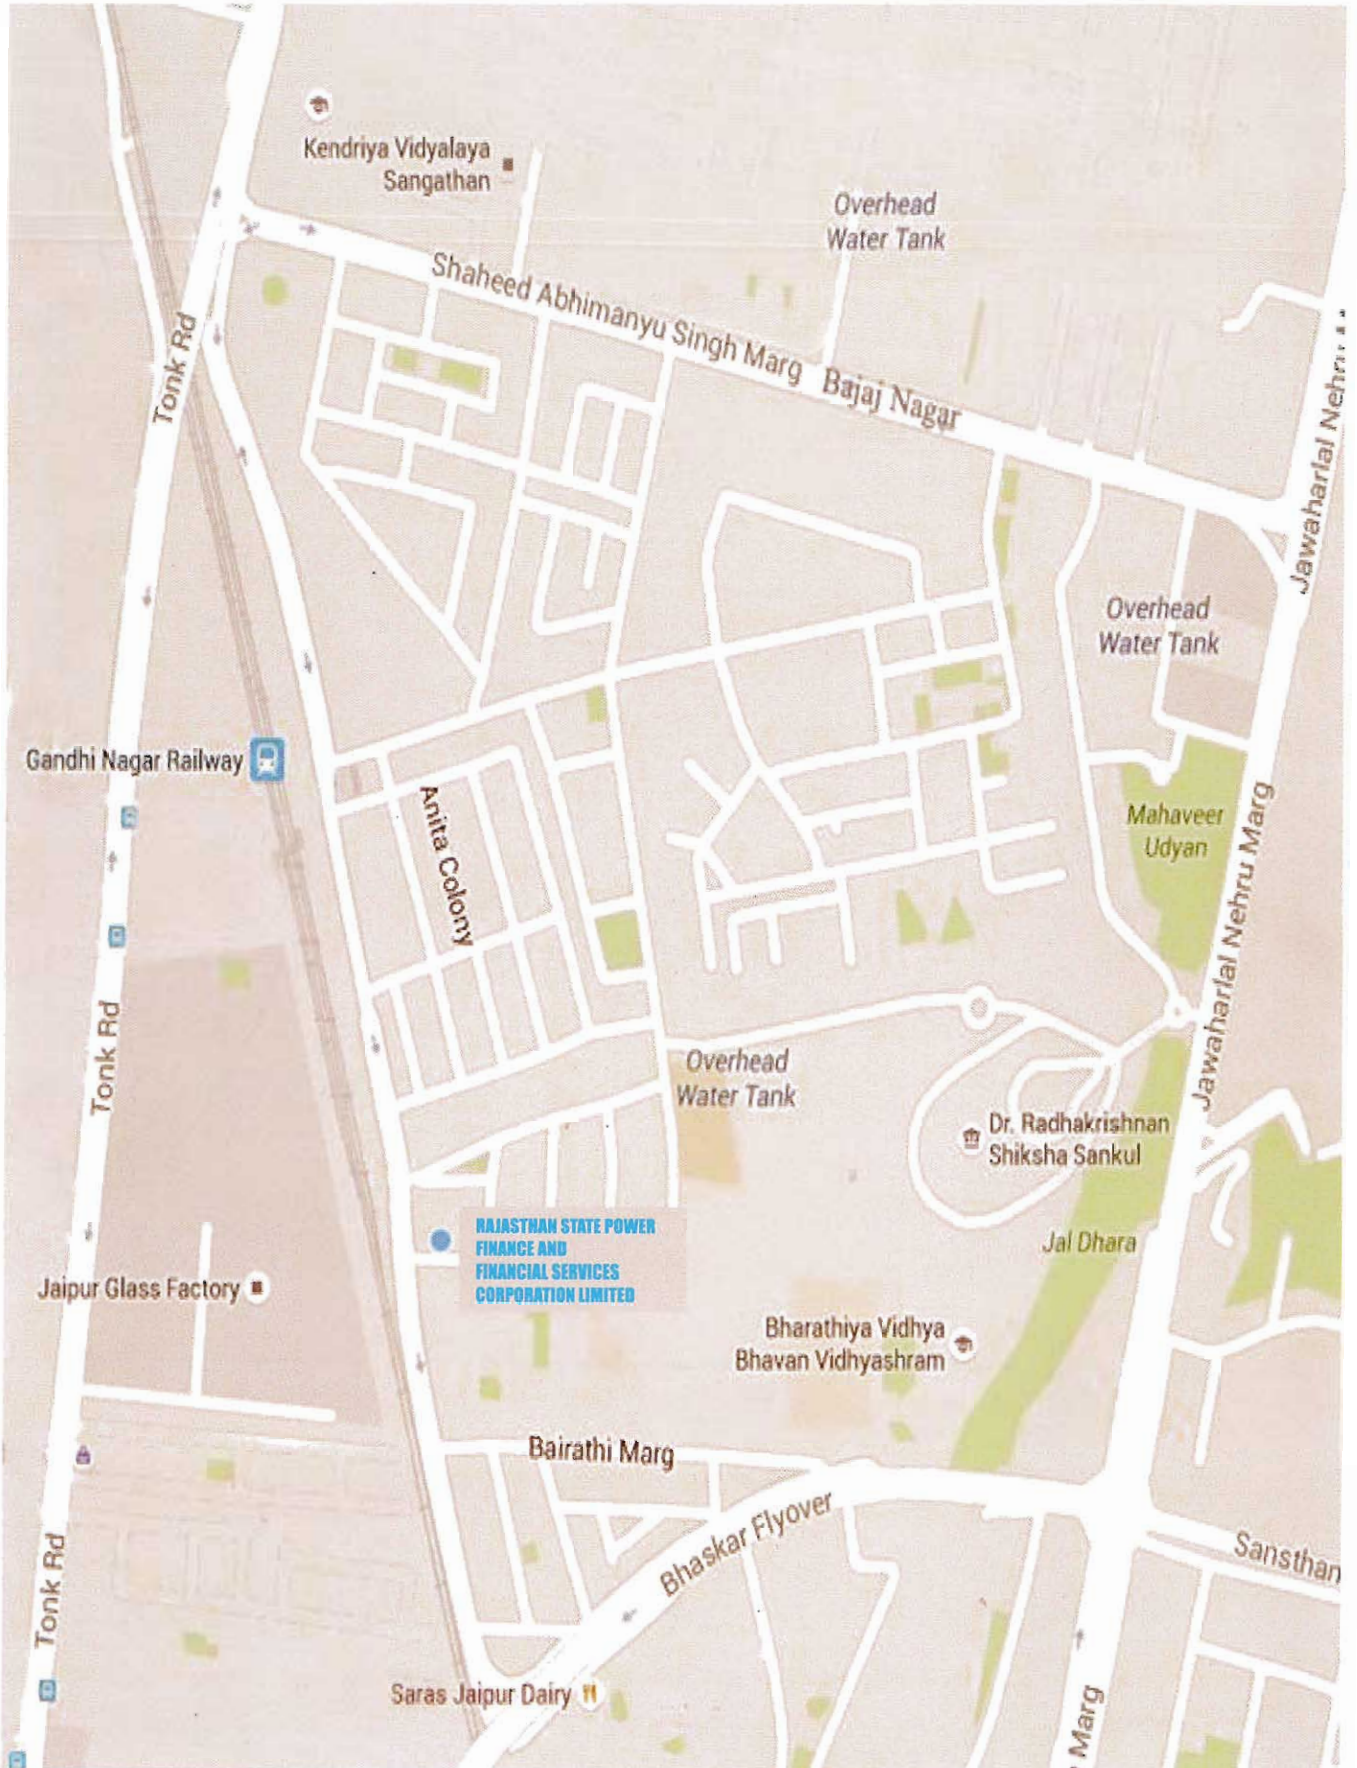 Kendriya Vidyalaya
Sangathan
Overhead
Water Tank
Shaheed Abhimanyu Singh Marg
Bajaj Nagar
Tonk Rd
Jawaharlal Nehru
Overhead
Water Tank
Gandhi Nagar Railway
Mahaveer
Udyan
Anita Colony
Jawaharlal Nehru Marg
Tonk Rd
Overhead
Water Tank
Dr. Radhakrishnan
Shiksha Sankul
RAJASTHAN STATE POWER
FINANCE AND
FINANCIAL SERVICES
CORPORATION LIMITED
Jal Dhara
Jaipur Glass Factory
Bharathiya Vidhya
Bhavan Vidhyashram
Bairathi Marg
Bhaskar Flyover
Sansthan
Tonk Rd
Saras Jaipur Dairy
Marg